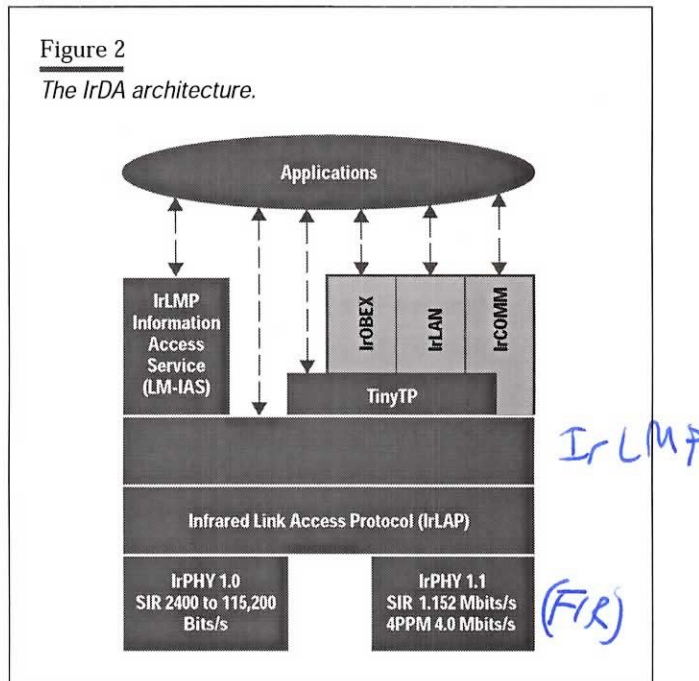 Figure 2
The IrDA architecture.
Applications
IrLMP
Information
Access
Service
(LM-IAS)
IrOBEX
IrLAN
IrCOMM
TinyTP
IrLMP
Infrared Link Access Protocol (IrLAP)
IrPHY 1.0
SIR 2400 to 115,200
Bits/s
IrPHY 1.1
SIR 1.152 Mbits/s
4PPM 4.0 Mbits/s
(FIR)